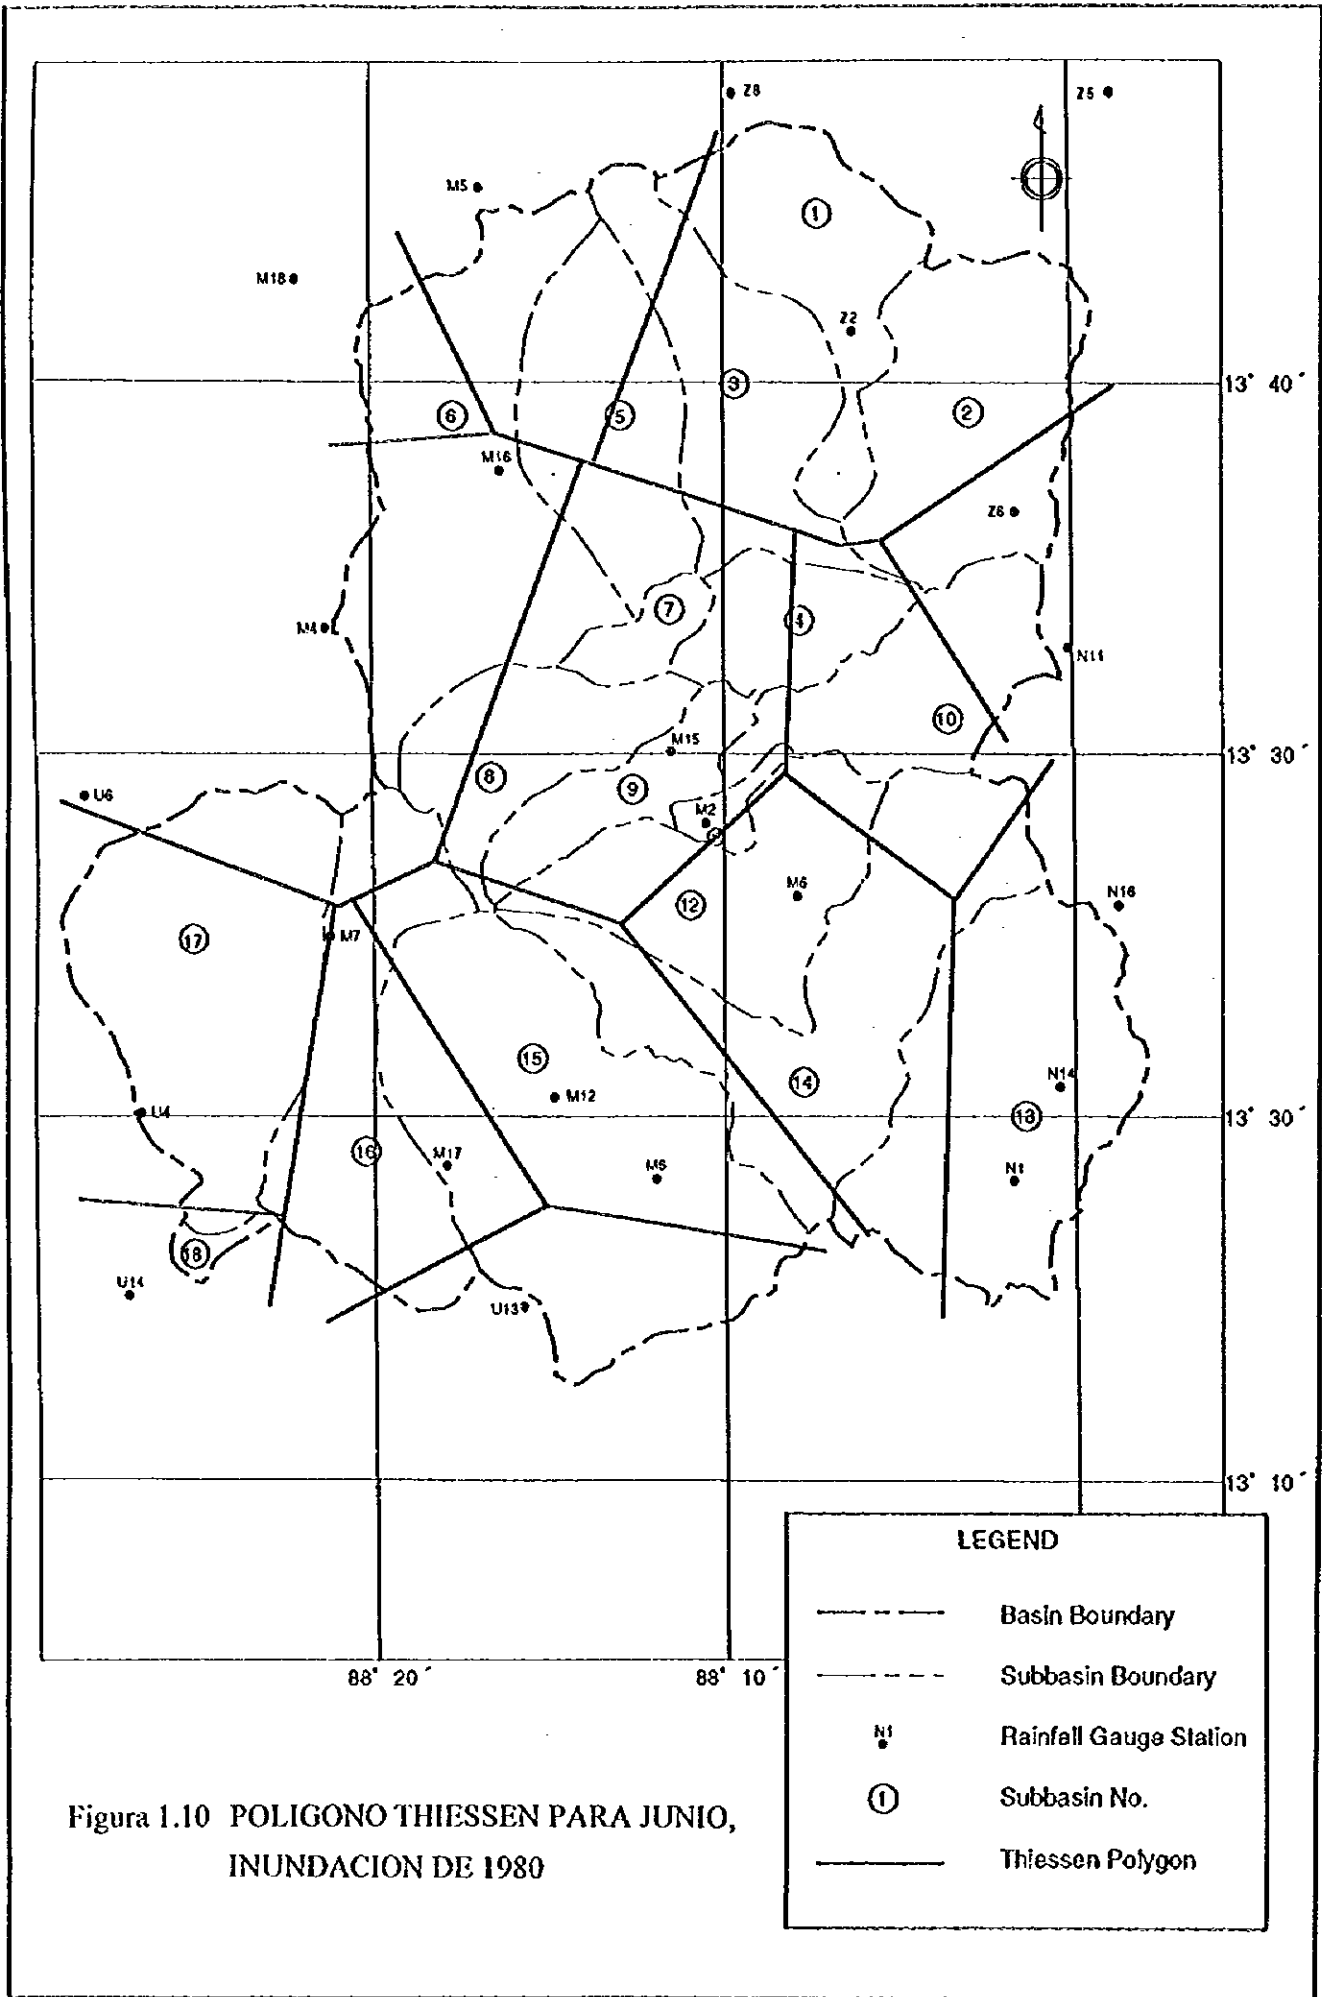 Z8
Z5
M5
1
M18
Z2
3
13° 40´
6
5
2
M16
Z6
7
4
M4
N11
10
M15
13° 30´
8
9
U6
M2
M6
12
N16
17
M7
15
14
M12
N14
U4
13
13° 30´
16
M17
M6
N1
18
U14
U13
13° 10´
88° 20´
88° 10´
LEGEND
Basin Boundary
Subbasin Boundary
N1
Rainfall Gauge Station
1
Subbasin No.
Thiessen Polygon
Figura 1.10 POLIGONO THIESSEN PARA JUNIO,
INUNDACION DE 1980